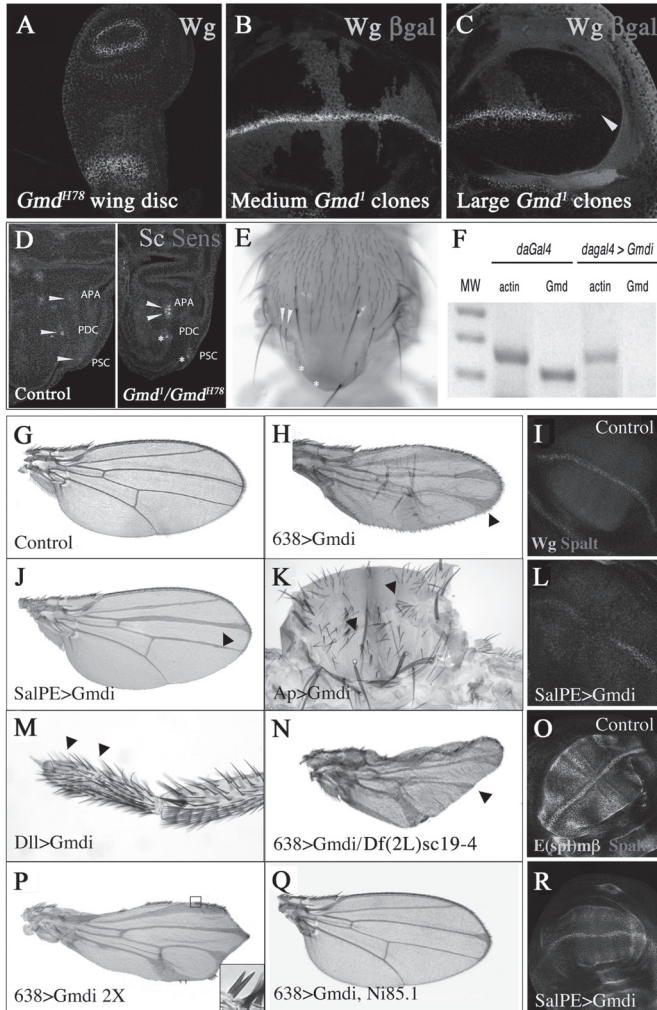 A
Wg
Gmd^H78 wing disc
B
Wg βgal
Medium Gmd^1 clones
C
Wg βgal
Large Gmd^1 clones
D
Sc Sens
APA
PDC
PSC
Control
APA
PDC
PSC
Gmd^1/Gmd^H78
E
F
daGal4
dagal4 > Gmdi
MW
actin
Gmd
actin
Gmd
G
Control
H
638>Gmdi
I
Control
Wg Spalt
J
SalPE>Gmdi
K
Ap>Gmdi
L
SalPE>Gmdi
M
Dll>Gmdi
N
638>Gmdi/Df(2L)sc19-4
O
Control
E(spl)mβ Spalt
P
638>Gmdi 2X
Q
638>Gmdi, Ni85.1
R
SalPE>Gmdi